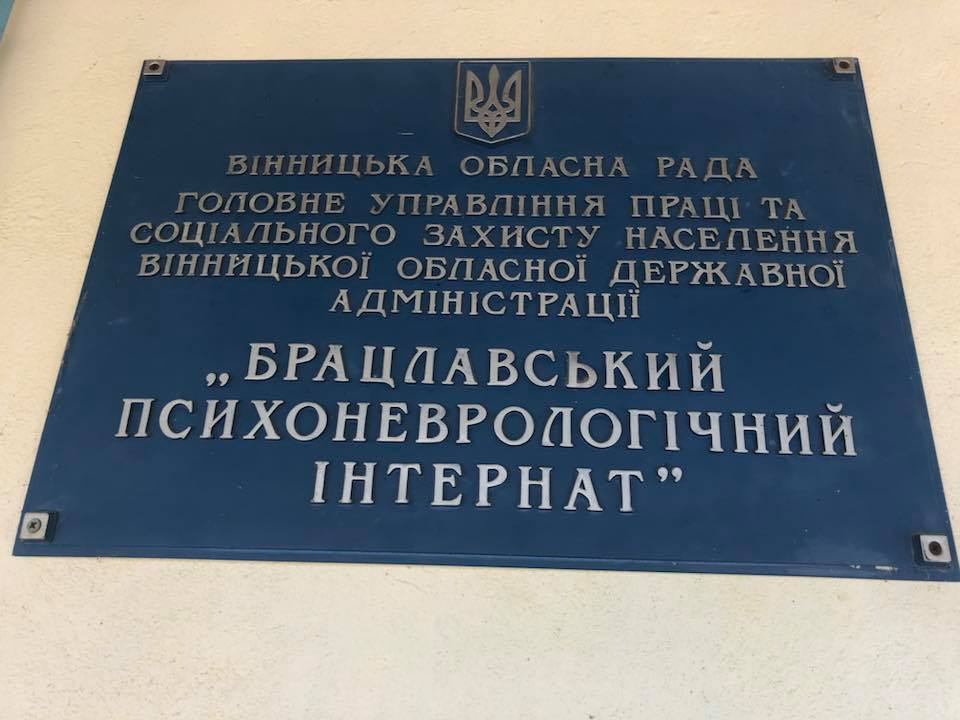 ВІННИЦЬКА ОБЛАСНА РАДА
ГОЛОВНЕ УПРАВЛІННЯ ПРАЦІ ТА
СОЦІАЛЬНОГО ЗАХИСТУ НАСЕЛЕННЯ
ВІННИЦЬКОЇ ОБЛАСНОЇ ДЕРЖАВНОЇ
АДМІНІСТРАЦІЇ
„БРАЦЛАВСЬКИЙ
ПСИХОНЕВРОЛОГІЧНИЙ
ІНТЕРНАТ”